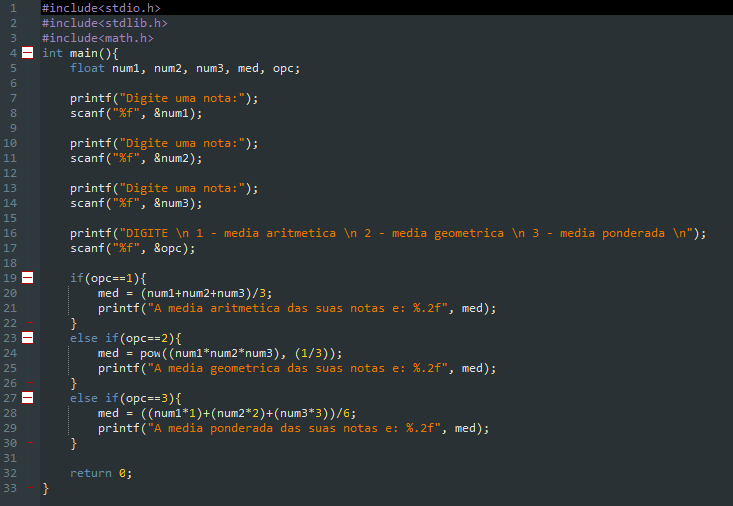 1 #include<stdio.h>
2 #include<stdlib.h>
3 #include<math.h>
4 int main(){
5 float num1, num2, num3, med, opc;
6
7 printf("Digite uma nota:");
8 scanf("%f", &num1);
9
10 printf("Digite uma nota:");
11 scanf("%f", &num2);
12
13 printf("Digite uma nota:");
14 scanf("%f", &num3);
15
16 printf("DIGITE \n 1 - media aritmetica \n 2 - media geometrica \n 3 - media ponderada \n");
17 scanf("%f", &opc);
18
19 if(opc==1){
20 med = (num1+num2+num3)/3;
21 printf("A media aritmetica das suas notas e: %.2f", med);
22 }
23 else if(opc==2){
24 med = pow((num1*num2*num3), (1/3));
25 printf("A media geometrica das suas notas e: %.2f", med);
26 }
27 else if(opc==3){
28 med = ((num1*1)+(num2*2)+(num3*3))/6;
29 printf("A media ponderada das suas notas e: %.2f", med);
30 }
31
32 return 0;
33 }